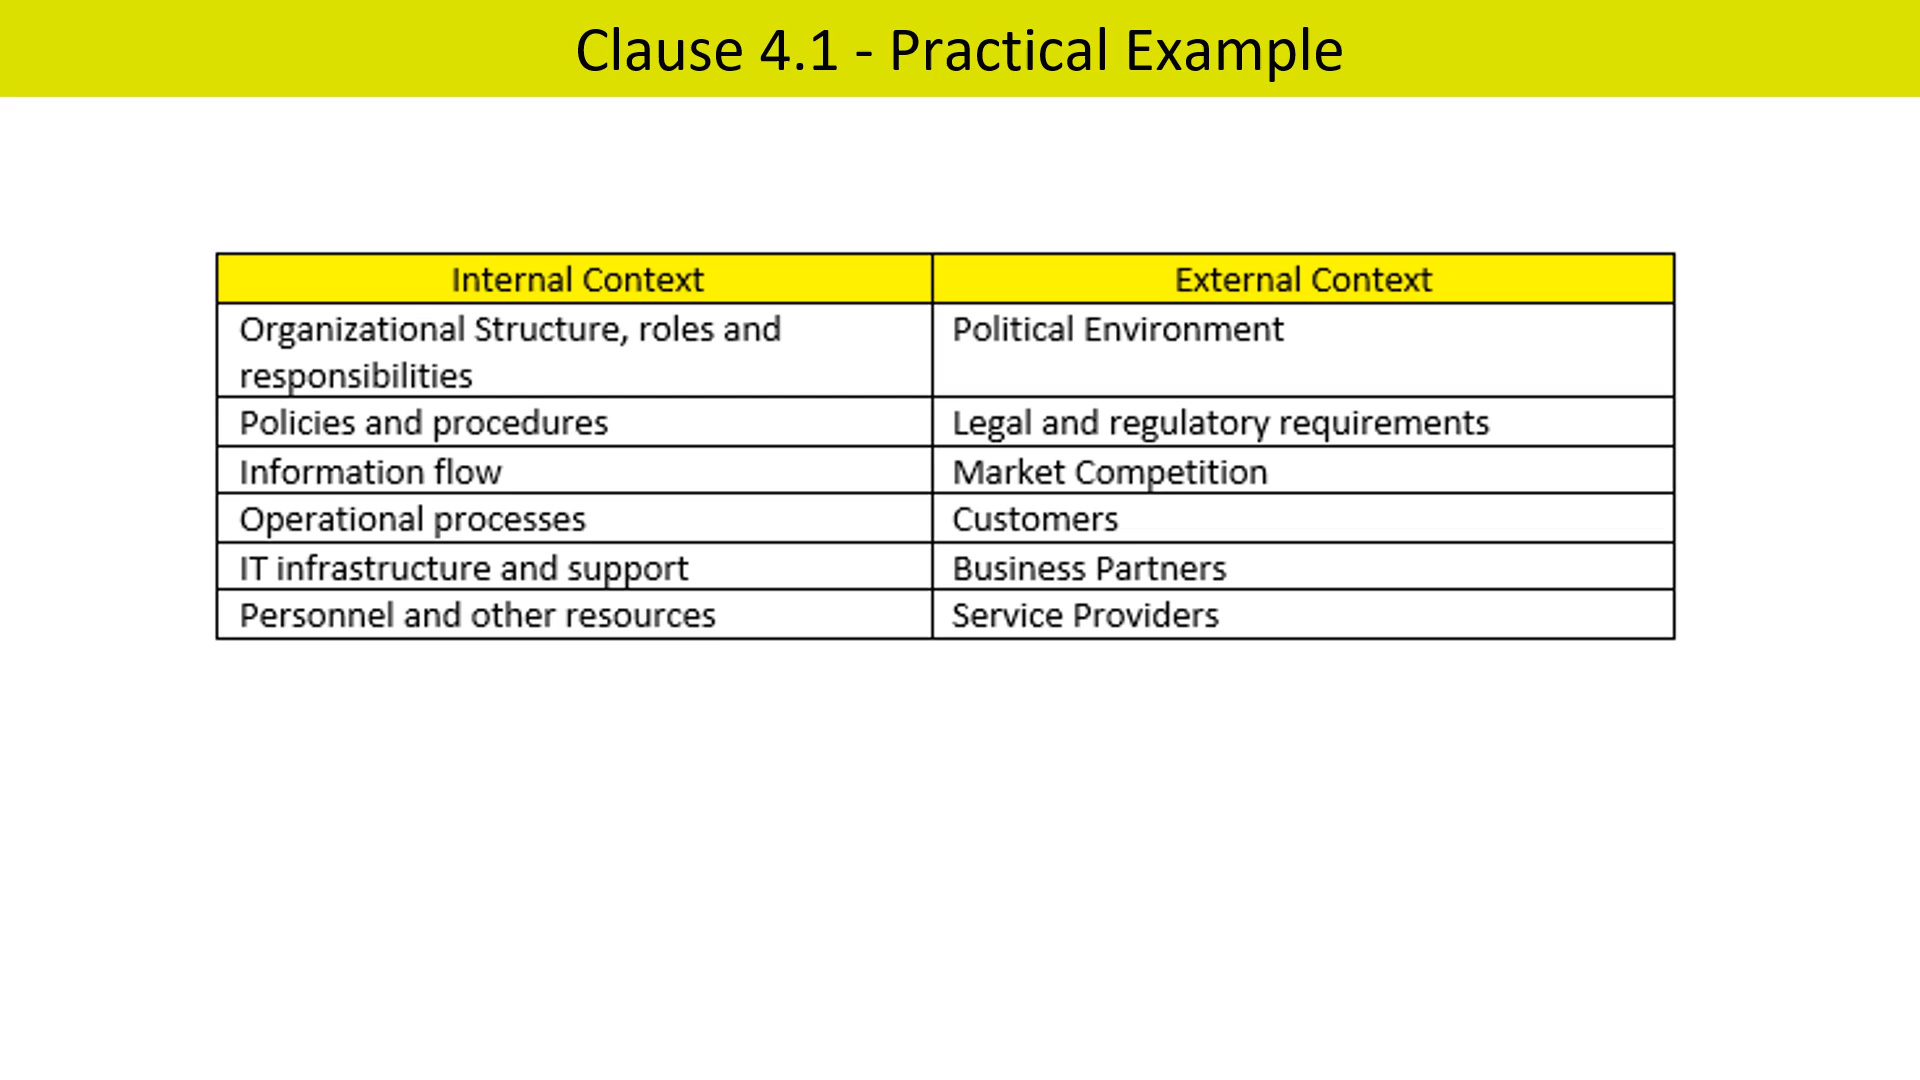 Clause 4.1 - Practical Example
Internal Context
External Context
Organizational Structure, roles and
responsibilities
Political Environment
Policies and procedures
Legal and regulatory requirements
Information flow
Market Competition
Operational processes
Customers
IT infrastructure and support
Business Partners
Personnel and other resources
Service Providers